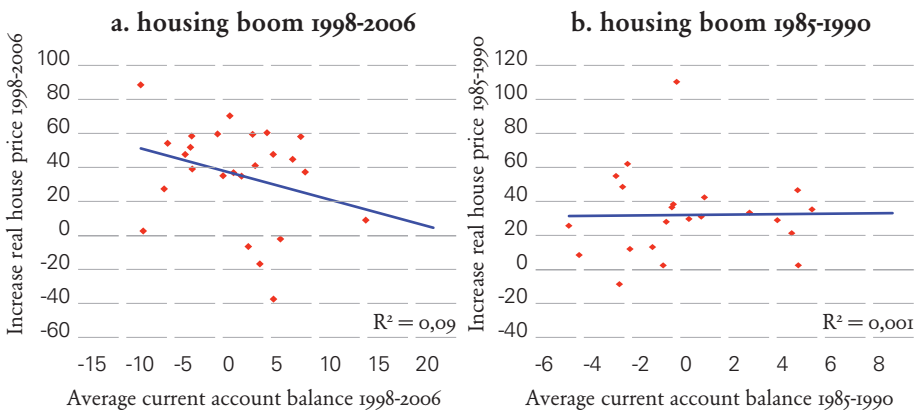 a. housing boom 1998-2006
Increase real house price 1998-2006
100
80
60
40
20
0
-20
-40
-60
R² = 0,09
-15 -10 -5 0 5 10 15 20
Average current account balance 1998-2006
b. housing boom 1985-1990
Increase real house price 1985-1990
120
100
80
60
40
20
0
-20
-40
R² = 0,001
-6 -4 -2 0 2 4 6 8
Average current account balance 1985-1990